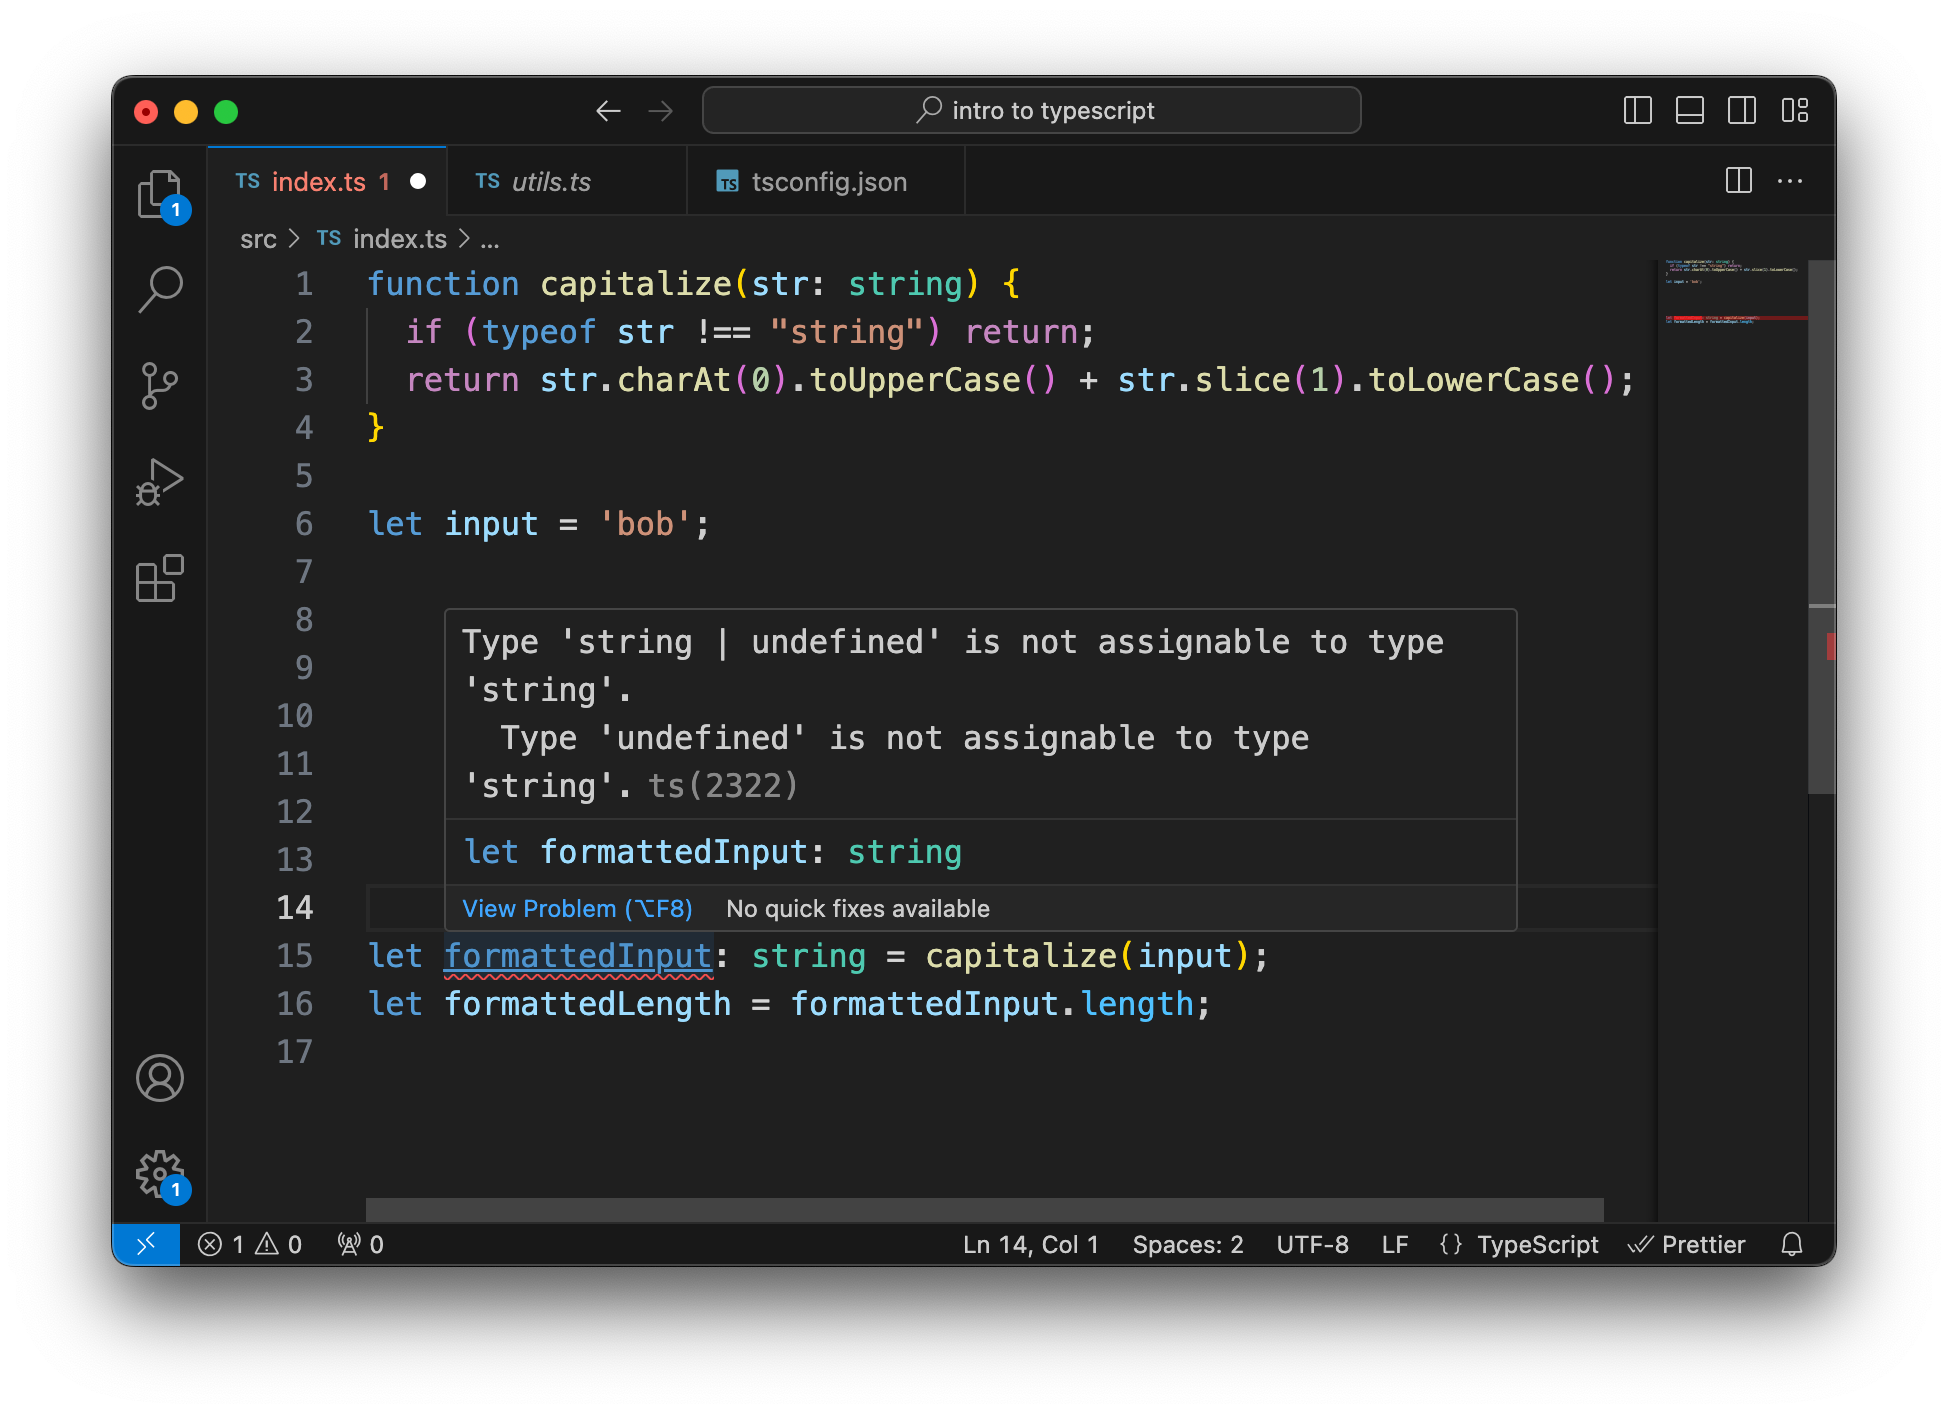 intro to typescript
TS index.ts 1
TS utils.ts
TS tsconfig.json
1
src > TS index.ts > ...
1 function capitalize(str: string) {
2 if (typeof str !== "string") return;
3 return str.charAt(0).toUpperCase() + str.slice(1).toLowerCase();
4 }
5
6 let input = 'bob';
7
8
9
10
11
12
13
14
Type 'string | undefined' is not assignable to type
'string'.
Type 'undefined' is not assignable to type
'string'. ts(2322)
let formattedInput: string
View Problem (⌥F8) No quick fixes available
15 let formattedInput: string = capitalize(input);
16 let formattedLength = formattedInput.length;
17
1
1 0 0 Ln 14, Col 1 Spaces: 2 UTF-8 LF {} TypeScript Prettier